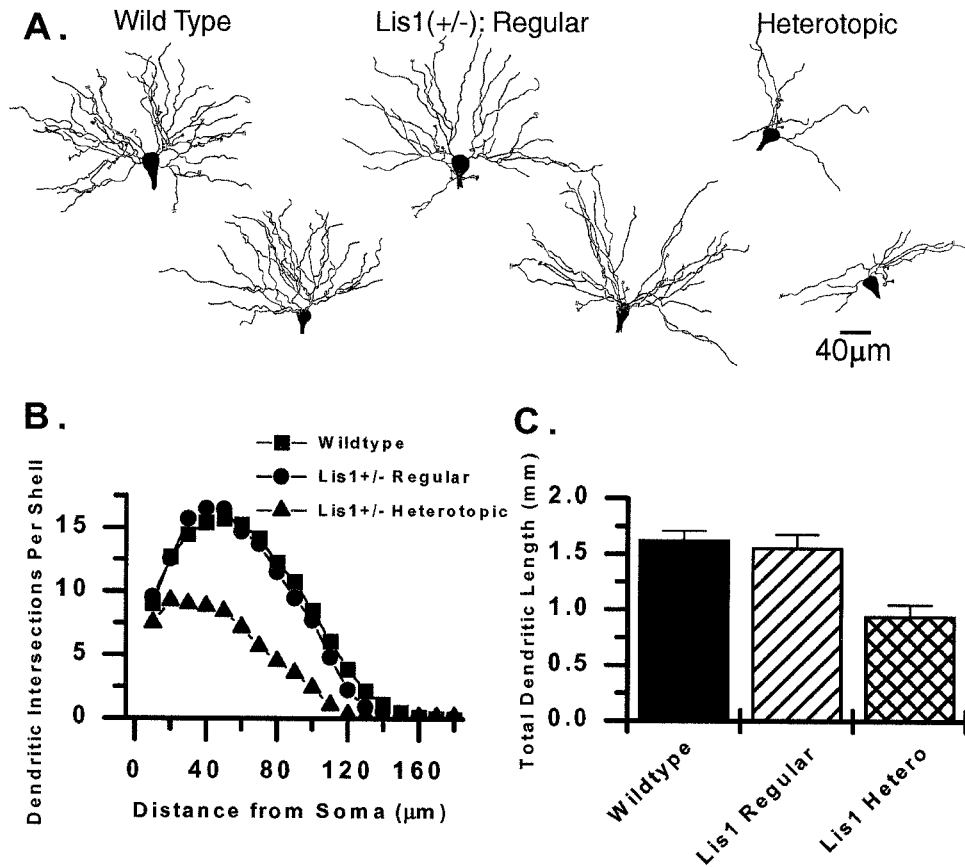 A.
Wild Type
Lis1(+/-): Regular
Heterotopic
40µm
B.
Wildtype
Lis1+/- Regular
Lis1+/- Heterotopic
Dendritic Intersections Per Shell
15
10
5
0
0 40 80 120 160
Distance from Soma (µm)
C.
Total Dendritic Length (mm)
2.0
1.5
1.0
0.5
0.0
Wildtype
Lis1 Regular
Lis1 Hetero